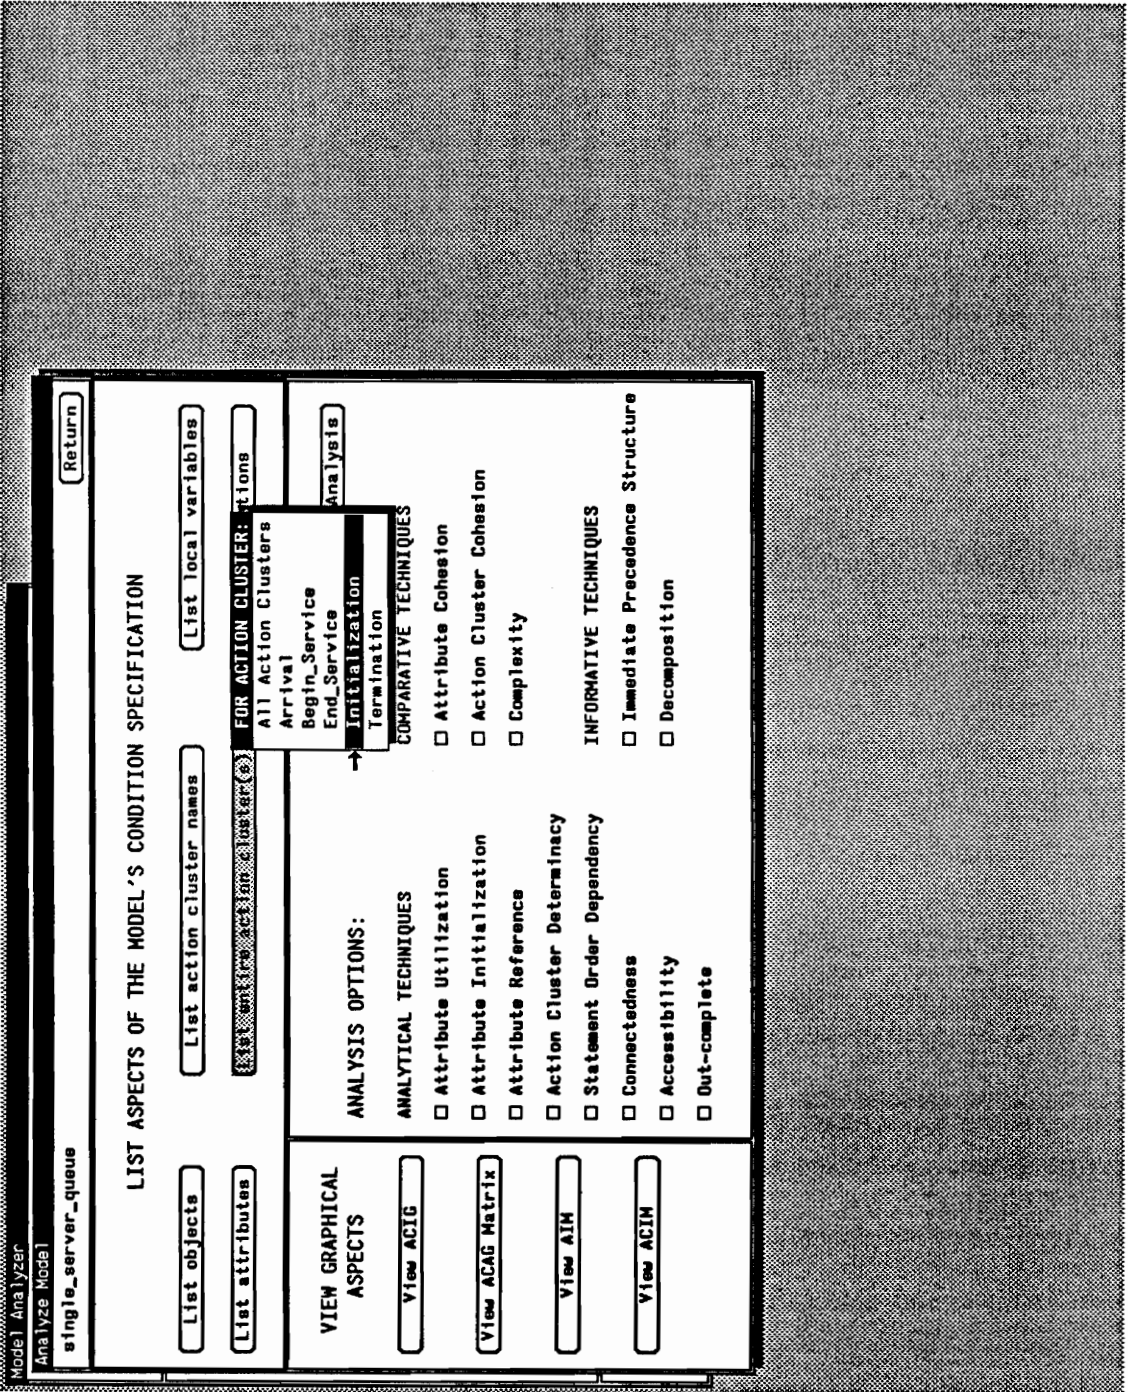 Model Analyzer
Analyze Model
single_server_queue
Return
LIST ASPECTS OF THE MODEL'S CONDITION SPECIFICATION
List objects
List action cluster names
List local variables
List attributes
List entire action cluster(s)
FOR ACTION CLUSTER:
tions
All Action Clusters
Arrival
Begin_Service
End_Service
Initialization
Termination
VIEW GRAPHICAL
ASPECTS
View ACIG
View ACAG Matrix
View AIM
View ACIM
ANALYSIS OPTIONS:
Analysis
ANALYTICAL TECHNIQUES
Attribute Utilization
Attribute Initialization
Attribute Reference
Action Cluster Determinacy
Statement Order Dependency
Connectedness
Accessibility
Out-complete
COMPARATIVE TECHNIQUES
Attribute Cohesion
Action Cluster Cohesion
Complexity
INFORMATIVE TECHNIQUES
Immediate Precedence Structure
Decomposition